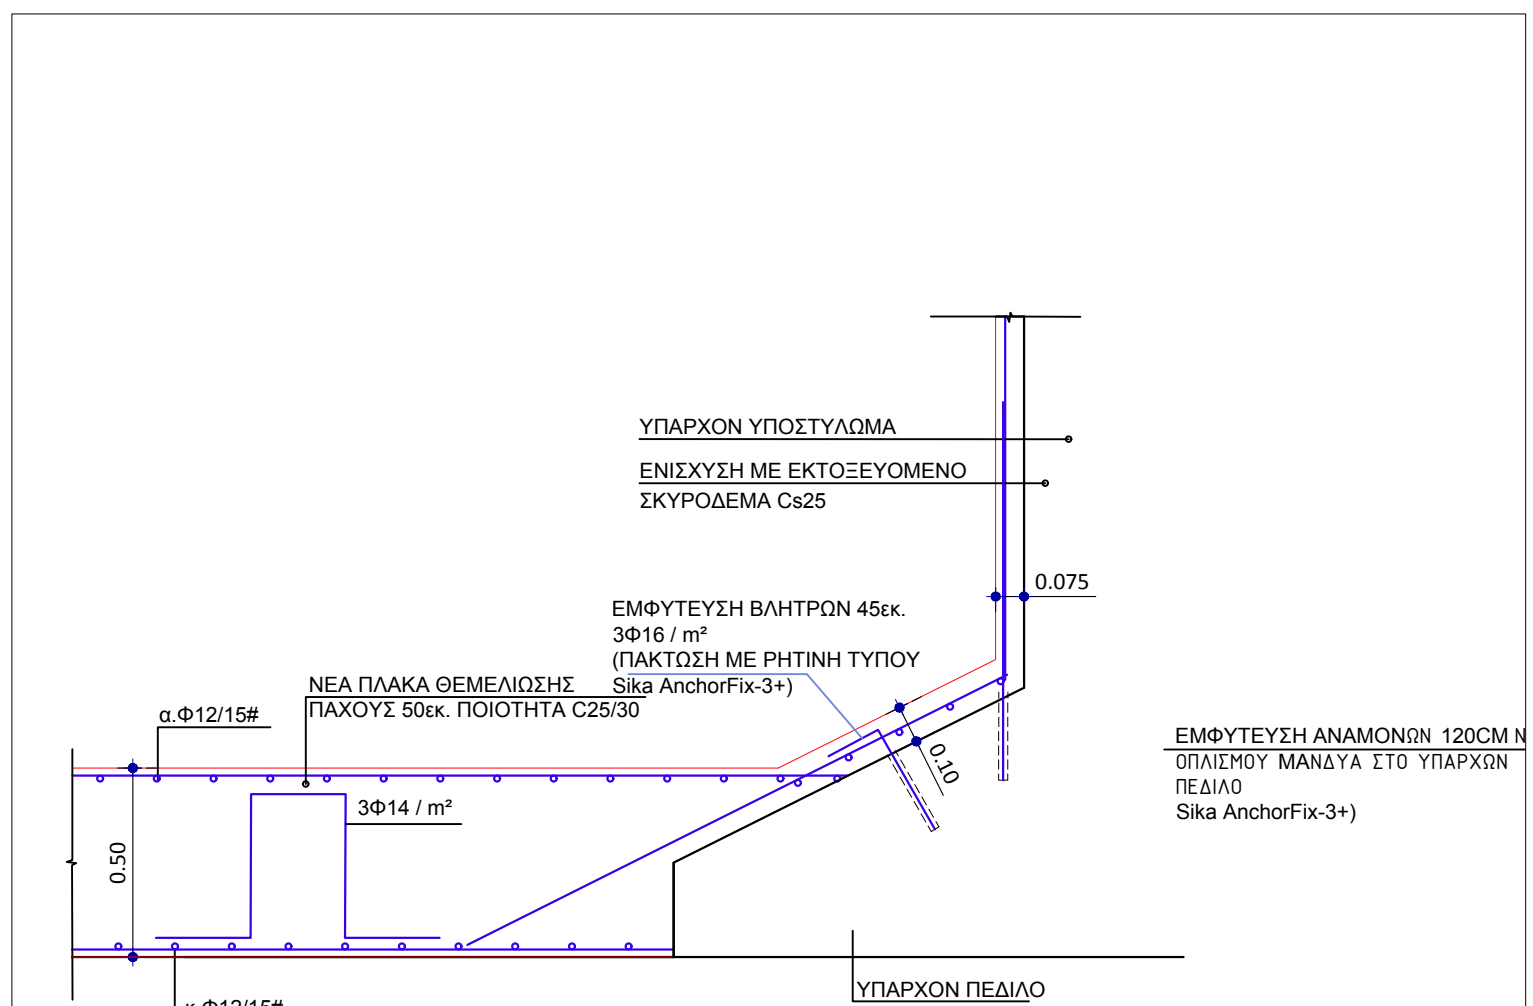 ΥΠΑΡΧΟΝ ΥΠΟΣΤΥΛΩΜΑ
ΕΝΙΣΧΥΣΗ ΜΕ ΕΚΤΟΞΕΥΟΜΕΝΟ
ΣΚΥΡΟΔΕΜΑ Cs25
0.075
ΕΜΦΥΤΕΥΣΗ ΒΛΗΤΡΩΝ 45εκ.
3Φ16 / m²
(ΠΑΚΤΩΣΗ ΜΕ ΡΗΤΙΝΗ ΤΥΠΟΥ
Sika AnchorFix-3+)
ΝΕΑ ΠΛΑΚΑ ΘΕΜΕΛΙΩΣΗΣ
ΠΑΧΟΥΣ 50εκ. ΠΟΙΟΤΗΤΑ C25/30
α.Φ12/15#
0.10
ΕΜΦΥΤΕΥΣΗ ΑΝΑΜΟΝΩΝ 120CM Ν
ΟΠΛΙΣΜΟΥ ΜΑΝΔΥΑ ΣΤΟ ΥΠΑΡΧΩΝ
ΠΕΔΙΛΟ
Sika AnchorFix-3+)
3Φ14 / m²
0.50
ΥΠΑΡΧΟΝ ΠΕΔΙΛΟ
κ.Φ12/15#